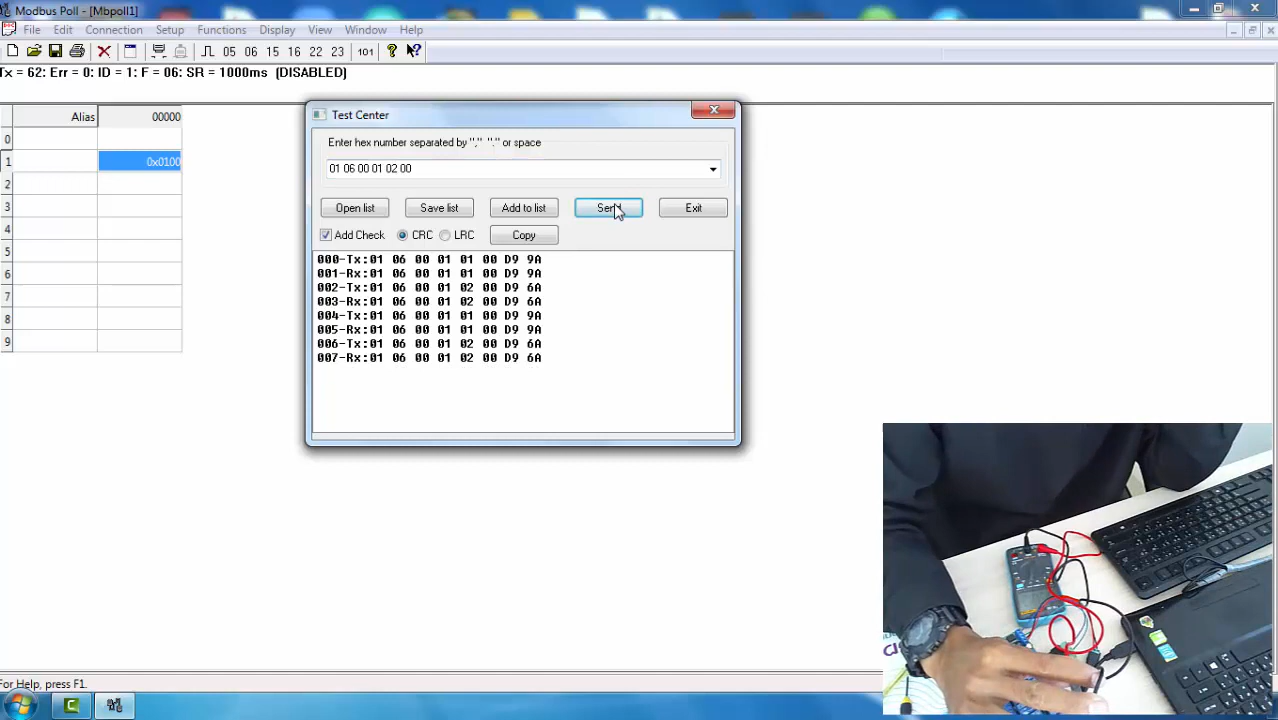 Modbus Poll - [Mbpoll1]
File Edit Connection Setup Functions Display View Window Help
05 06 15 16 22 23 101
Tx = 62: Err = 0: ID = 1: F = 06: SR = 1000ms (DISABLED)
Alias 00000
0
1 0x0100
2
3
4
5
6
7
8
9
Test Center
Enter hex number separated by "," "." or space
01 06 00 01 02 00
Open list Save list Add to list Send Exit
Add Check CRC LRC Copy
000-Tx:01 06 00 01 01 00 D9 9A
001-Rx:01 06 00 01 01 00 D9 9A
002-Tx:01 06 00 01 02 00 D9 6A
003-Rx:01 06 00 01 02 00 D9 6A
004-Tx:01 06 00 01 01 00 D9 9A
005-Rx:01 06 00 01 01 00 D9 9A
006-Tx:01 06 00 01 02 00 D9 6A
007-Rx:01 06 00 01 02 00 D9 6A
For Help, press F1.